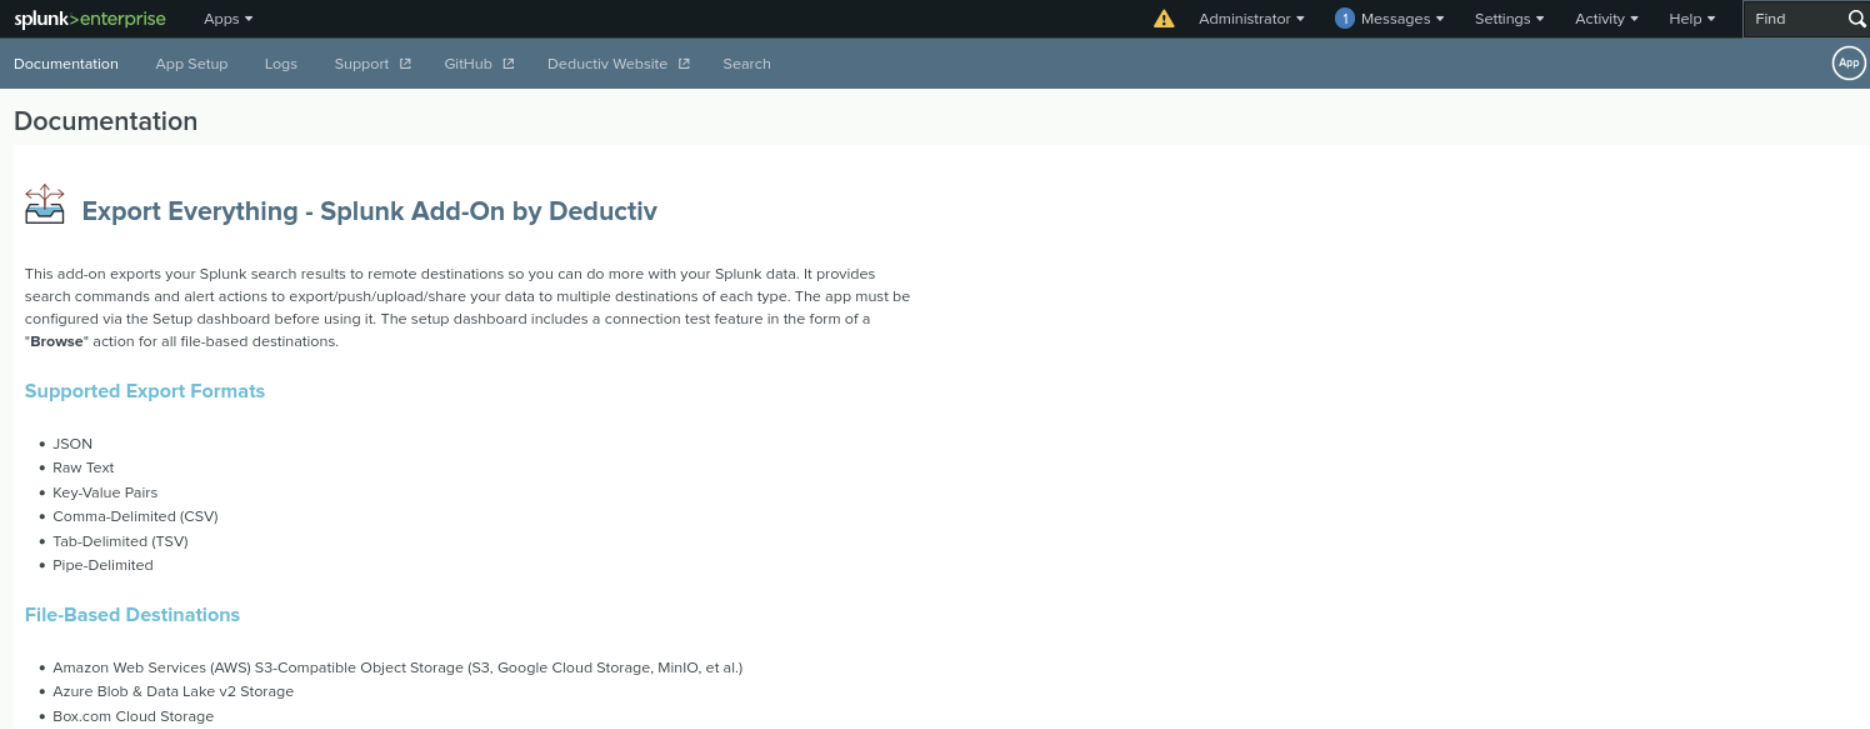 splunk>enterprise Apps Administrator 1 Messages Settings Activity Help Find
Documentation App Setup Logs Support GitHub Deductiv Website Search App
Documentation
Export Everything - Splunk Add-On by Deductiv
This add-on exports your Splunk search results to remote destinations so you can do more with your Splunk data. It provides
search commands and alert actions to export/push/upload/share your data to multiple destinations of each type. The app must be
configured via the Setup dashboard before using it. The setup dashboard includes a connection test feature in the form of a
"Browse" action for all file-based destinations.
Supported Export Formats
• JSON
• Raw Text
• Key-Value Pairs
• Comma-Delimited (CSV)
• Tab-Delimited (TSV)
• Pipe-Delimited
File-Based Destinations
• Amazon Web Services (AWS) S3-Compatible Object Storage (S3, Google Cloud Storage, MinIO, et al.)
• Azure Blob & Data Lake v2 Storage
• Box.com Cloud Storage